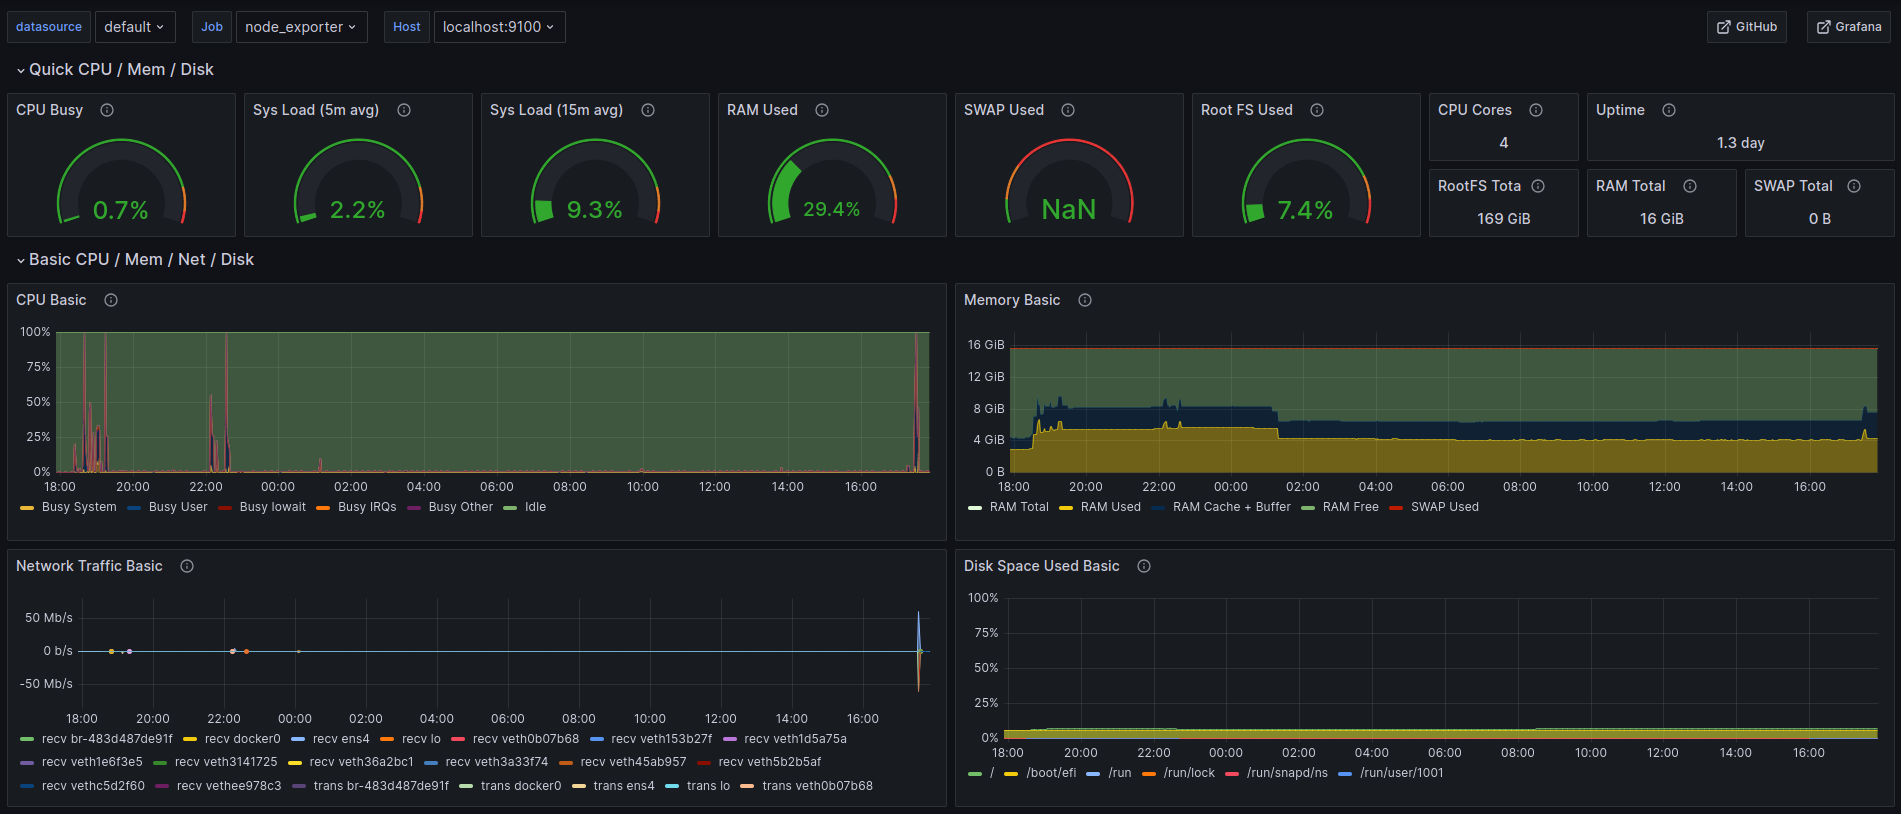 datasource default Job node_exporter Host localhost:9100 GitHub Grafana
Quick CPU / Mem / Disk
CPU Busy Sys Load (5m avg) Sys Load (15m avg) RAM Used SWAP Used Root FS Used CPU Cores Uptime
4 1.3 day
RootFS Tota RAM Total SWAP Total
0.7% 2.2% 9.3% 29.4% NaN 7.4% 169 GiB 16 GiB 0 B
Basic CPU / Mem / Net / Disk
CPU Basic
100%
75%
50%
25%
0%
18:00 20:00 22:00 00:00 02:00 04:00 06:00 08:00 10:00 12:00 14:00 16:00
Busy System Busy User Busy Iowait Busy IRQs Busy Other Idle
Memory Basic
16 GiB
12 GiB
8 GiB
4 GiB
0 B
18:00 20:00 22:00 00:00 02:00 04:00 06:00 08:00 10:00 12:00 14:00 16:00
RAM Total RAM Used RAM Cache + Buffer RAM Free SWAP Used
Network Traffic Basic
50 Mb/s
0 b/s
-50 Mb/s
18:00 20:00 22:00 00:00 02:00 04:00 06:00 08:00 10:00 12:00 14:00 16:00
recv br-483d487de91f recv docker0 recv ens4 recv lo recv veth0b07b68 recv veth153b27f recv veth1d5a75a
recv veth1e6f3e5 recv veth3141725 recv veth36a2bc1 recv veth3a33f74 recv veth45ab957 recv veth5b2b5af
recv vethc5d2f60 recv vethee978c3 trans br-483d487de91f trans docker0 trans ens4 trans lo trans veth0b07b68
Disk Space Used Basic
100%
75%
50%
25%
0%
18:00 20:00 22:00 00:00 02:00 04:00 06:00 08:00 10:00 12:00 14:00 16:00
/ /boot/efi /run /run/lock /run/snapd/ns /run/user/1001